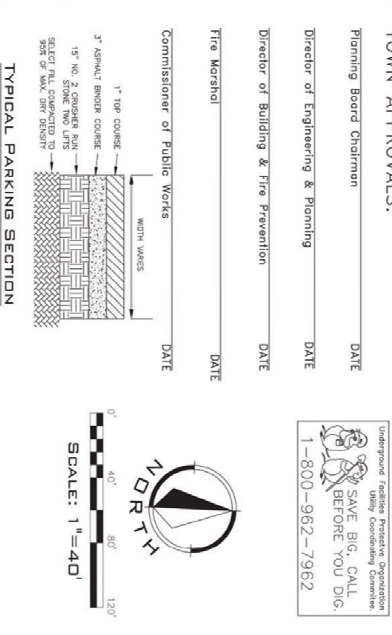 TOWN APPROVALS:
Planning Board Chairman DATE
Director of Engineering & Planning DATE
Director of Building & Fire Prevention DATE
Fire Marshal DATE
Commissioner of Public Works DATE
Underground Facilities Protective Organization
Utility Coordinating Commitee.
SAVE BIG, CALL
BEFORE YOU DIG.
1-800-962-7962
WIDTH VARIES
1" TOP COURSE
3" ASPHALT BINDER COURSE
15" NO. 2 CRUSHER RUN
STONE TWO LIFTS
SELECT FILL COMPACTED TO
95% OF MAX. DRY DENSITY
TYPICAL PARKING SECTION
NORTH
0' 40' 80' 120'
SCALE: 1"=40'